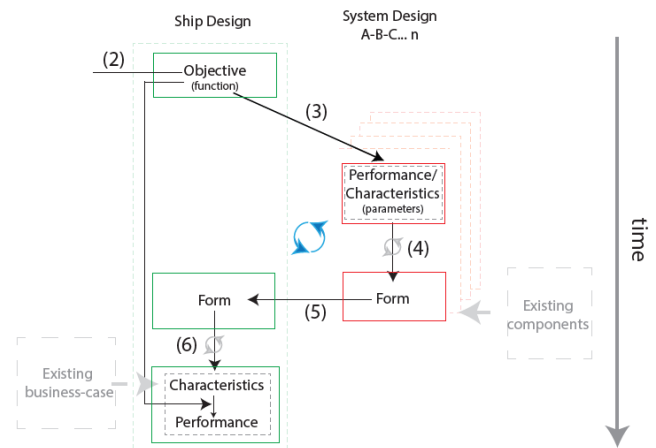 Ship Design
System Design
A-B-C... n
(2)
Objective
(function)
(3)
Performance/
Characteristics
(parameters)
(4)
time
Form
(5)
Form
Existing
components
(6)
Existing
business-case
Characteristics
Performance